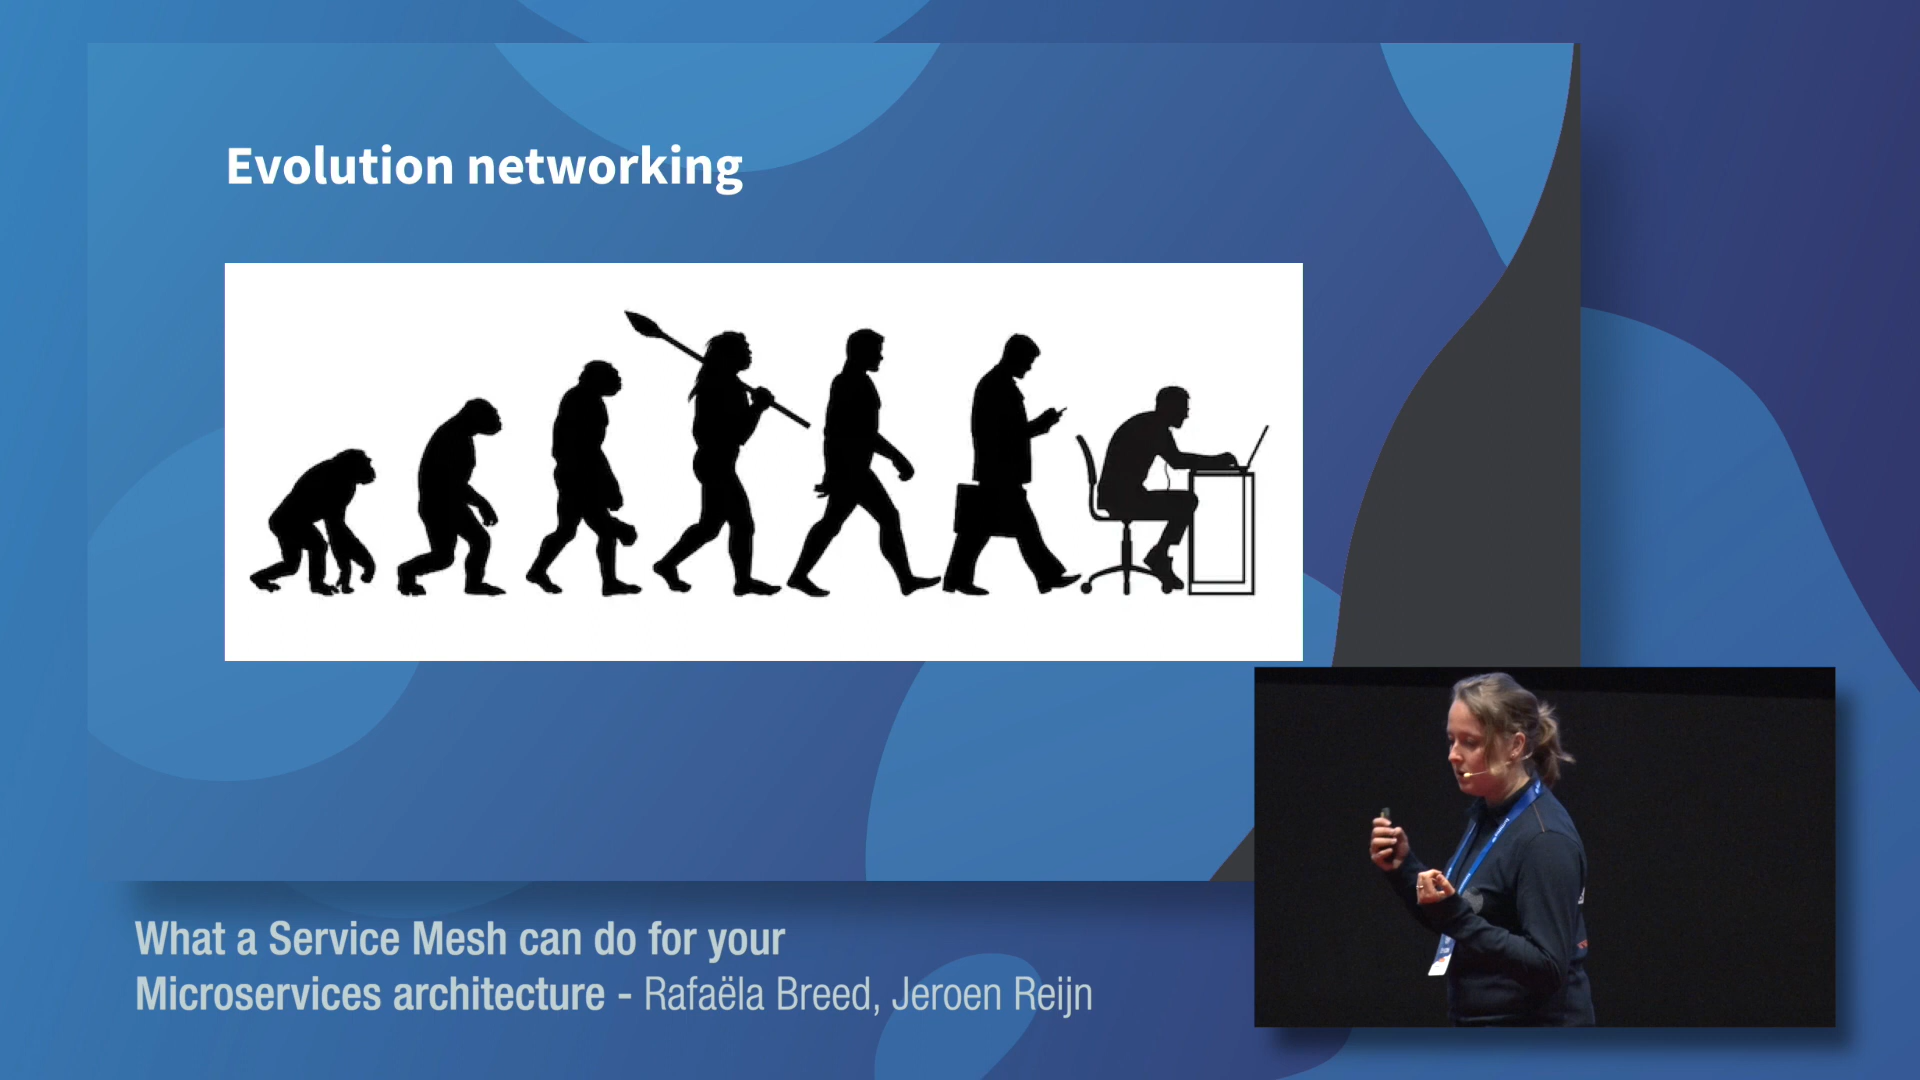 Evolution networking
What a Service Mesh can do for your
Microservices architecture - Rafaëla Breed, Jeroen Reijn